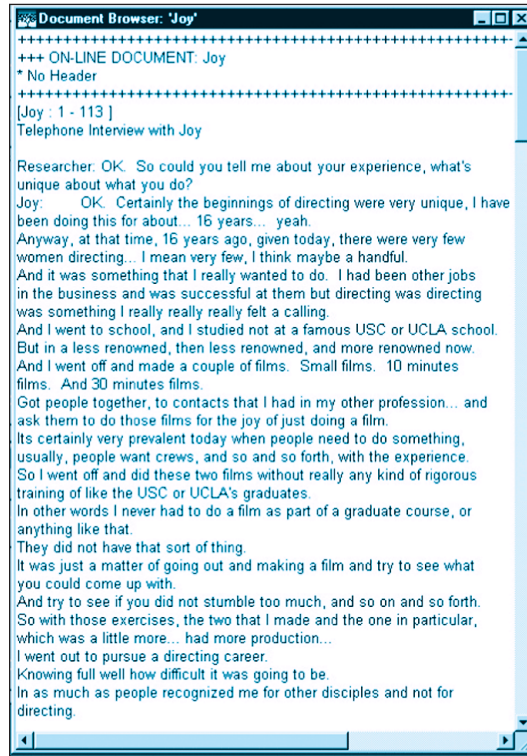 Document Browser: 'Joy'
++++++++++++++++++++++++++++++++++++++++++++++++++++++++-
+++ ON-LINE DOCUMENT: Joy
* No Header
++++++++++++++++++++++++++++++++++++++++++++++++++++++++-
[Joy : 1 - 113 ]
Telephone Interview with Joy
Researcher: OK.  So could you tell me about your experience, what's
unique about what you do?
Joy:        OK.  Certainly the beginnings of directing were very unique, I have
been doing this for about... 16 years...  yeah.
Anyway, at that time, 16 years ago, given today, there were very few
women directing... I mean very few, I think maybe a handful.
And it was something that I really wanted to do.  I had been other jobs
in the business and was successful at them but directing was directing
was something I really really really felt a calling.
And I went to school, and I studied not at a famous USC or UCLA school.
But in a less renowned, then less renowned, and more renowned now.
And I went off and made a couple of films.  Small films.  10 minutes
films.  And 30 minutes films.
Got people together, to contacts that I had in my other profession... and
ask them to do those films for the joy of just doing a film.
Its certainly very prevalent today when people need to do something,
usually, people want crews, and so and so forth, with the experience.
So I went off and did these two films without really any kind of rigorous
training of like the USC or UCLA's graduates.
In other words I never had to do a film as part of a graduate course, or
anything like that.
They did not have that sort of thing.
It was just a matter of going out and making a film and try to see what
you could come up with.
And try to see if you did not stumble too much, and so on and so forth.
So with those exercises, the two that I made and the one in particular,
which was a little more... had more production...
I went out to pursue a directing career.
Knowing full well how difficult it was going to be.
In as much as people recognized me for other disciples and not for
directing.